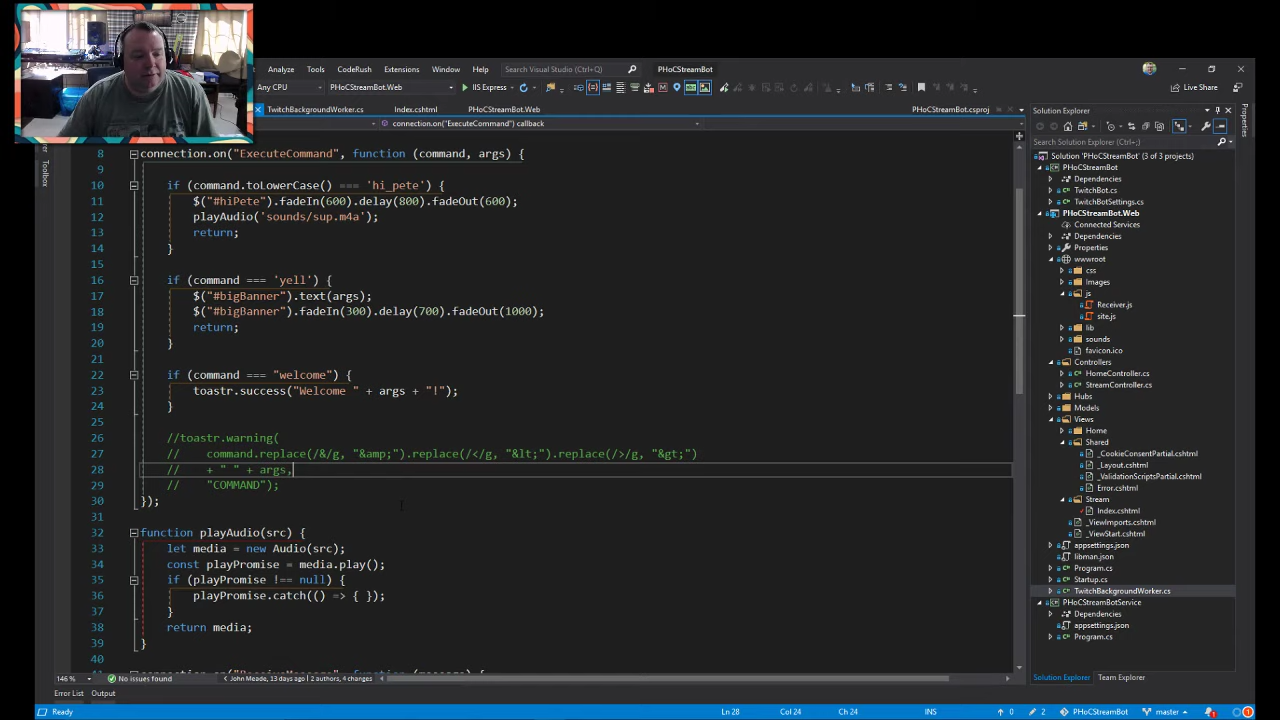 Analyze Tools CodeRush Extensions Window Help Search Visual Studio (Ctrl+Q) PHoCStreamBot
Any CPU PHoCStreamBot.Web IIS Express Live Share
TwitchBackgroundWorker.cs Index.cshtml PHoCStreamBot.Web PHoCStreamBot.csproj
connection.on("ExecuteCommand") callback
8 connection.on("ExecuteCommand", function (command, args) {
9
10 if (command.toLowerCase() === 'hi_pete') {
11 $("#hiPete").fadeIn(600).delay(800).fadeOut(600);
12 playAudio('sounds/sup.m4a');
13 return;
14 }
15
16 if (command === 'yell') {
17 $("#bigBanner").text(args);
18 $("#bigBanner").fadeIn(300).delay(700).fadeOut(1000);
19 return;
20 }
21
22 if (command === "welcome") {
23 toastr.success("Welcome " + args + "!");
24 }
25
26 //toastr.warning(
27 // command.replace(/&/g, "&amp;").replace(/</g, "&lt;").replace(/>/g, "&gt;")
28 // + " " + args,
29 // "COMMAND");
30 });
31
32 function playAudio(src) {
33 let media = new Audio(src);
34 const playPromise = media.play();
35 if (playPromise !== null) {
36 playPromise.catch(() => { });
37 }
38 return media;
39 }
40
146 % No issues found John Meade, 13 days ago | 2 authors, 4 changes
Error List Output
Solution Explorer
Search Solution Explorer (Ctrl+;)
Solution 'PHoCStreamBot' (3 of 3 projects)
PHoCStreamBot
Dependencies
TwitchBot.cs
TwitchBotSettings.cs
PHoCStreamBot.Web
Connected Services
Dependencies
Properties
wwwroot
css
Images
js
Receiver.js
site.js
lib
sounds
favicon.ico
Controllers
HomeController.cs
StreamController.cs
Hubs
Models
Views
Home
Shared
_CookieConsentPartial.cshtml
_Layout.cshtml
_ValidationScriptsPartial.cshtml
Error.cshtml
Stream
Index.cshtml
_ViewImports.cshtml
_ViewStart.cshtml
appsettings.json
libman.json
Program.cs
Startup.cs
TwitchBackgroundWorker.cs
PHoCStreamBotService
Dependencies
appsettings.json
Program.cs
Solution Explorer Team Explorer
Properties
Toolbox
Ready Ln 28 Col 24 Ch 24 INS 0 2 PHoCStreamBot master 1